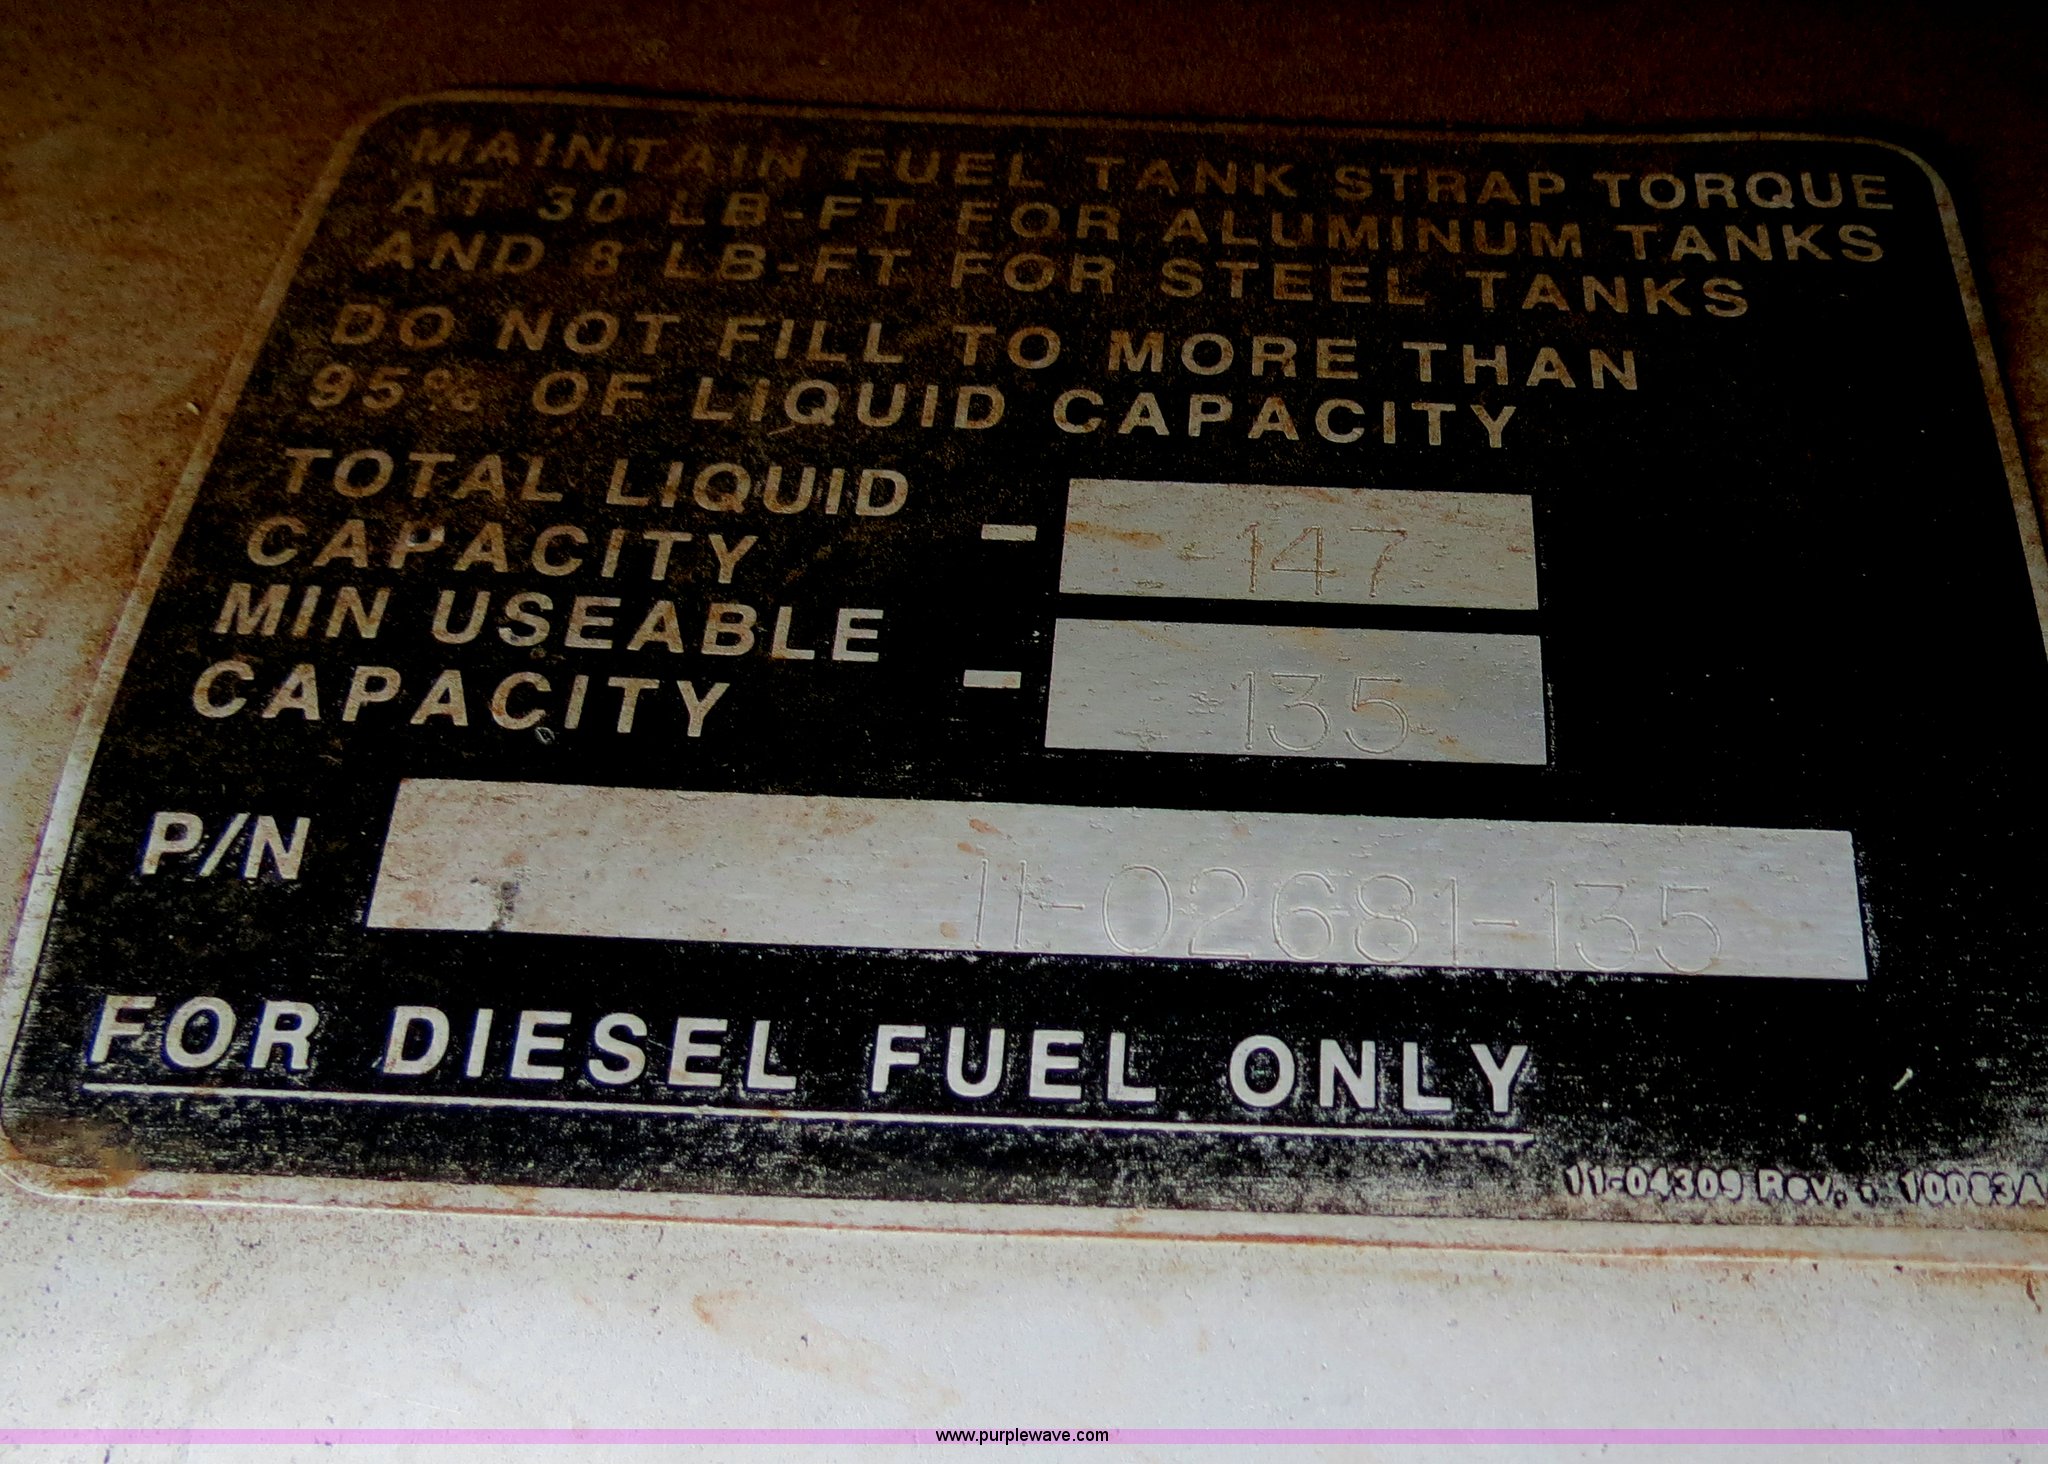 MAINTAIN FUEL TANK STRAP TORQUE
AT 30 LB-FT FOR ALUMINUM TANKS
AND 8 LB-FT FOR STEEL TANKS
DO NOT FILL TO MORE THAN
95% OF LIQUID CAPACITY
TOTAL LIQUID
CAPACITY - 147
MIN USEABLE
CAPACITY - 135
P/N 11-02681-135
FOR DIESEL FUEL ONLY
11-04309 Rev. - 10083A
www.purplewave.com